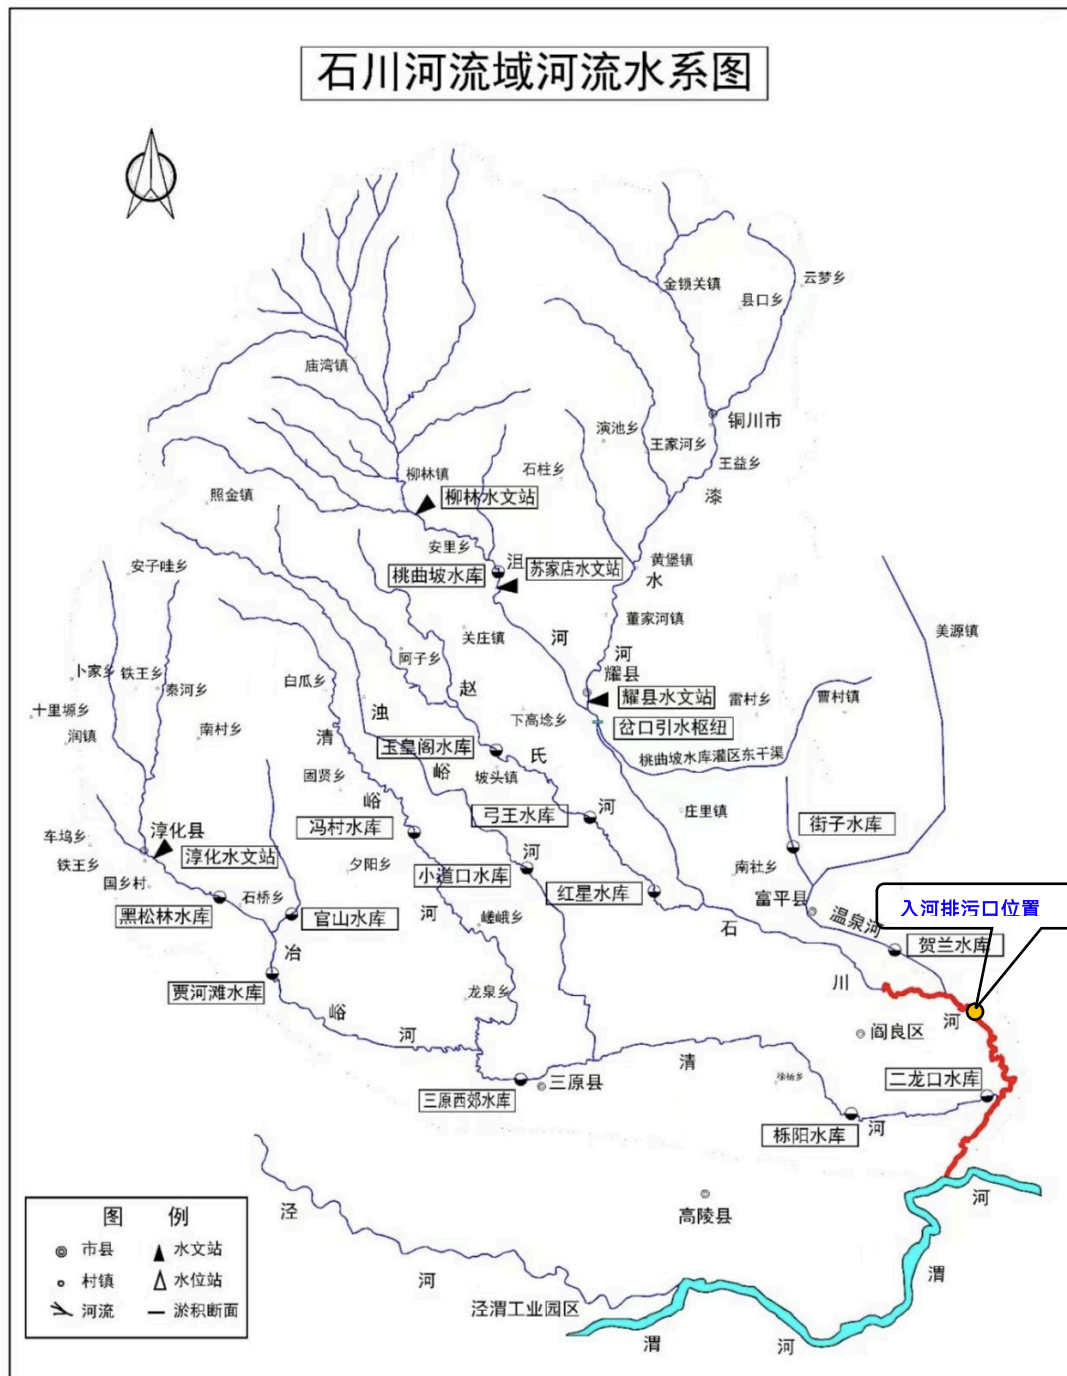 石川河流域河流水系图
云梦乡
金锁关镇
县口乡
庙湾镇
铜川市
演池乡
王家河乡
王益乡
柳林镇
石柱乡
照金镇
柳林水文站
漆
安里乡
沮
黄堡镇
安子哇乡
桃曲坡水库
苏家店水文站
水
董家河镇
关庄镇
河
美源镇
河
阿子乡
卜家乡
铁王乡
秦河乡
白瓜乡
赵
耀县
耀县水文站
雷村乡
曹村镇
十里塬乡
浊
下高埝乡
岔口引水枢纽
润镇
南村乡
清
玉皇阁水库
氏
桃曲坡水库灌区东干渠
固贤乡
峪
坡头镇
峪
弓王水库
河
庄里镇
街子水库
车坞乡
淳化县
冯村水库
淳化水文站
铁王乡
夕阳乡
小道口水库
河
红星水库
南社乡
国乡村
石桥乡
富平县
黑松林水库
官山水库
河
嵯峨乡
石
温泉河
入河排污口位置
贺兰水库
冶
川
贾河滩水库
龙泉乡
峪
河
河
阎良区
清
三原县
徐杨乡
二龙口水库
三原西郊水库
栎阳水库
河
泾
高陵县
河
图 例
市县
水文站
村镇
水位站
河流
淤积断面
河
泾渭工业园区
渭
渭
河